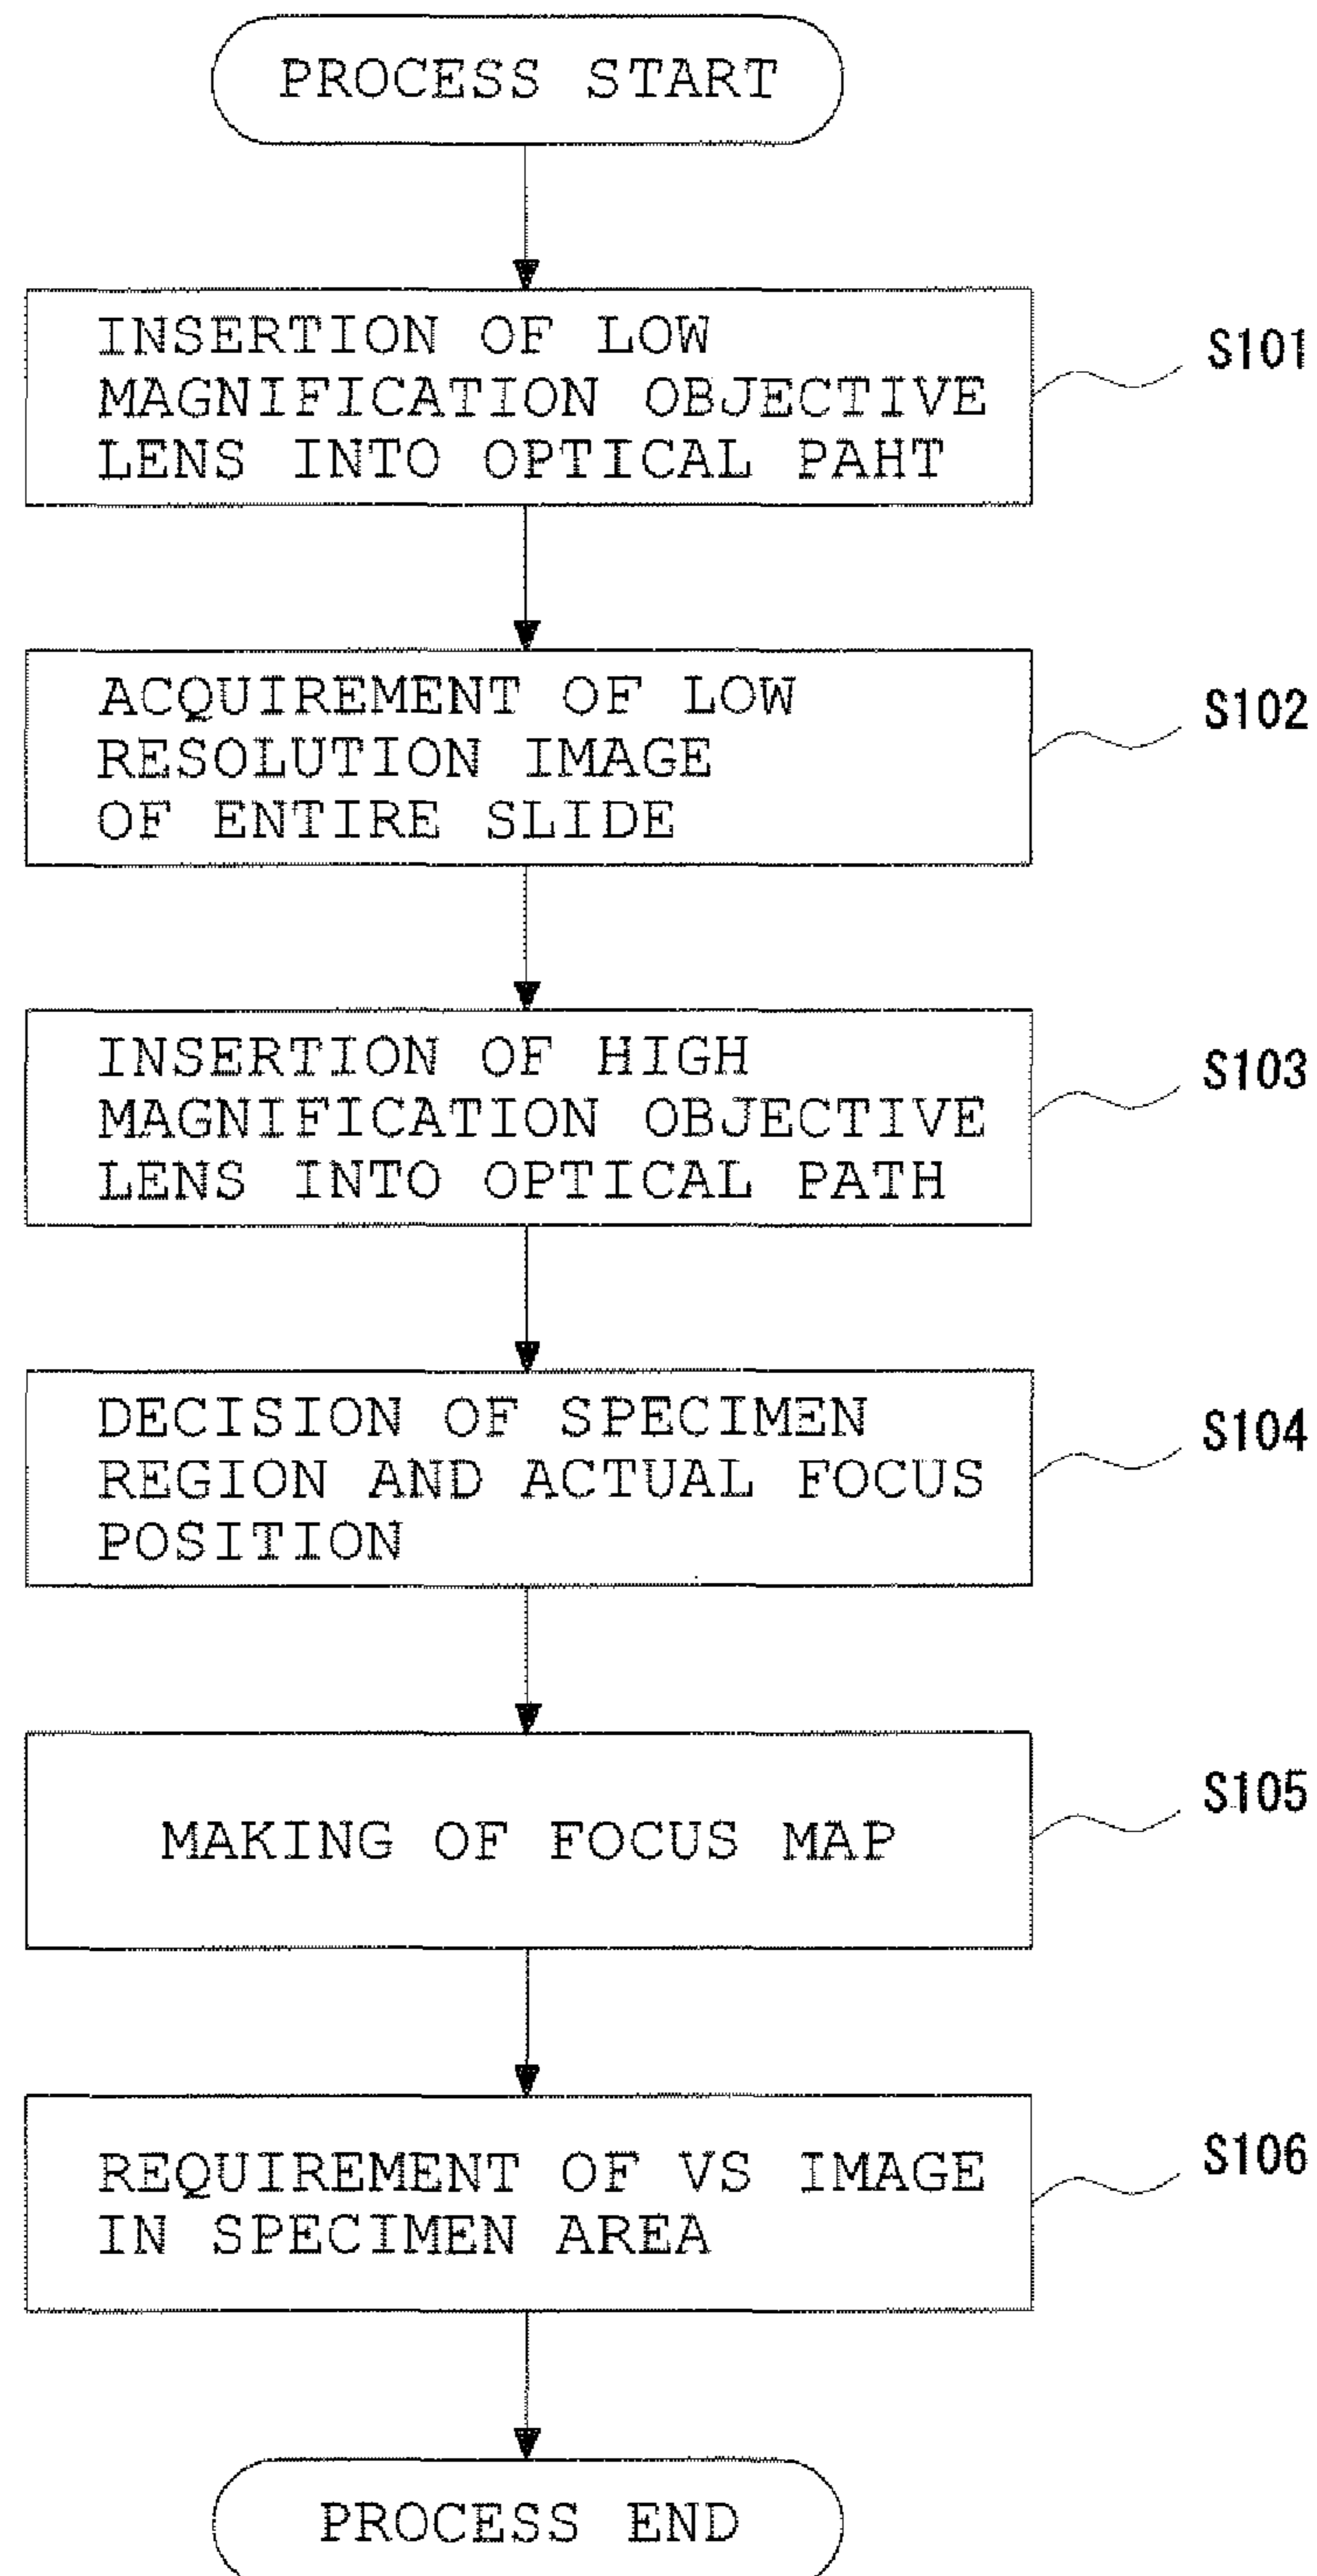 PROCESS START
INSERTION OF LOW
MAGNIFICATION OBJECTIVE
LENS INTO OPTICAL PAHT
S101
ACQUIREMENT OF LOW
RESOLUTION IMAGE
OF ENTIRE SLIDE
S102
INSERTION OF HIGH
MAGNIFICATION OBJECTIVE
LENS INTO OPTICAL PATH
S103
DECISION OF SPECIMEN
REGION AND ACTUAL FOCUS
POSITION
S104
MAKING OF FOCUS MAP
S105
REQUIREMENT OF VS IMAGE
IN SPECIMEN AREA
S106
PROCESS END